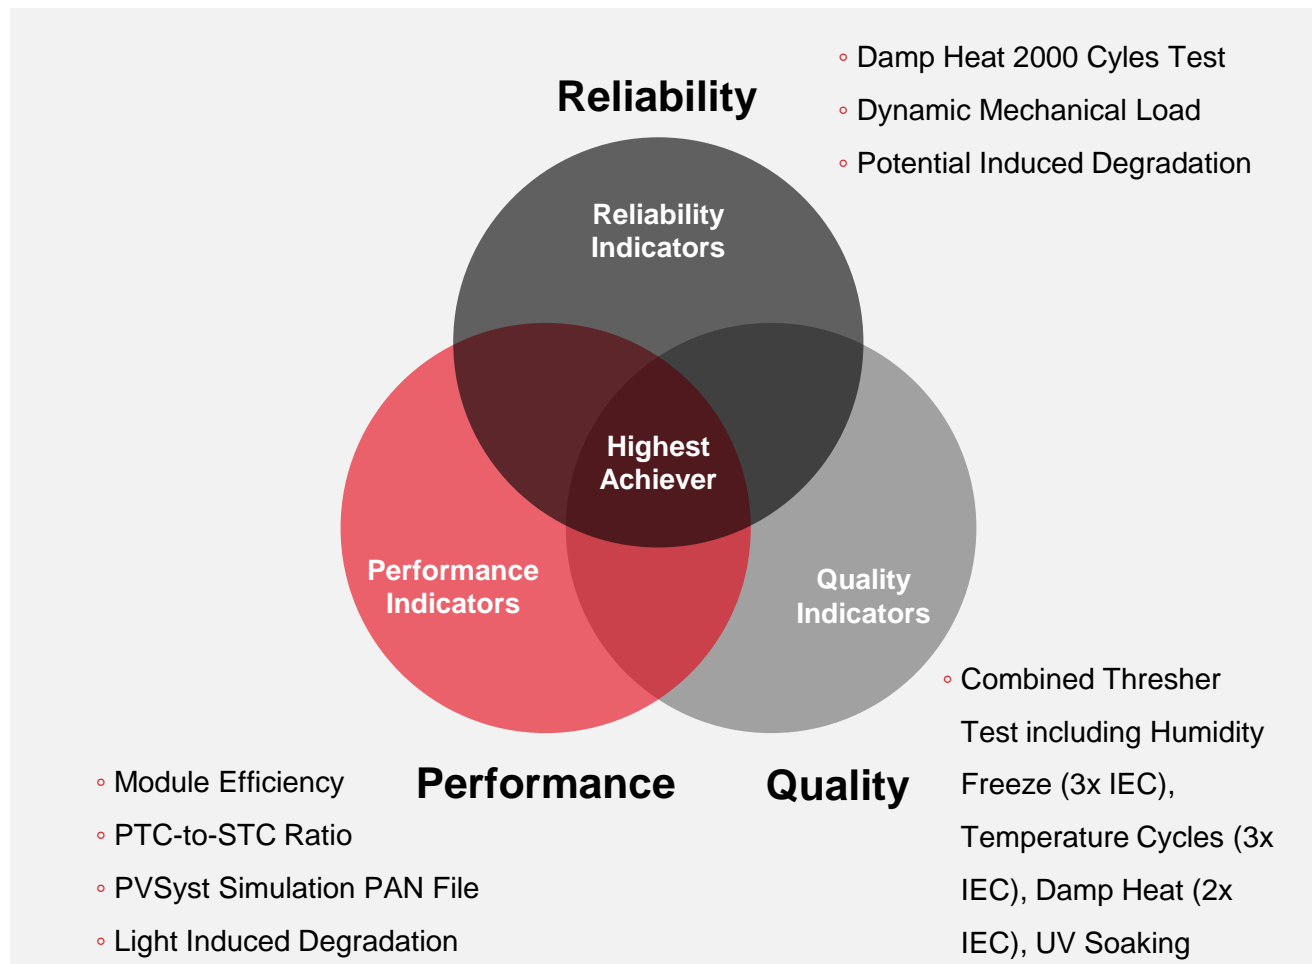 Reliability
◦ Damp Heat 2000 Cyles Test
◦ Dynamic Mechanical Load
◦ Potential Induced Degradation
Reliability
Indicators
Highest
Achiever
Performance
Indicators
Quality
Indicators
Performance
◦ Module Efficiency
◦ PTC-to-STC Ratio
◦ PVSyst Simulation PAN File
◦ Light Induced Degradation
Quality
◦ Combined Thresher
Test including Humidity
Freeze (3x IEC),
Temperature Cycles (3x
IEC), Damp Heat (2x
IEC), UV Soaking